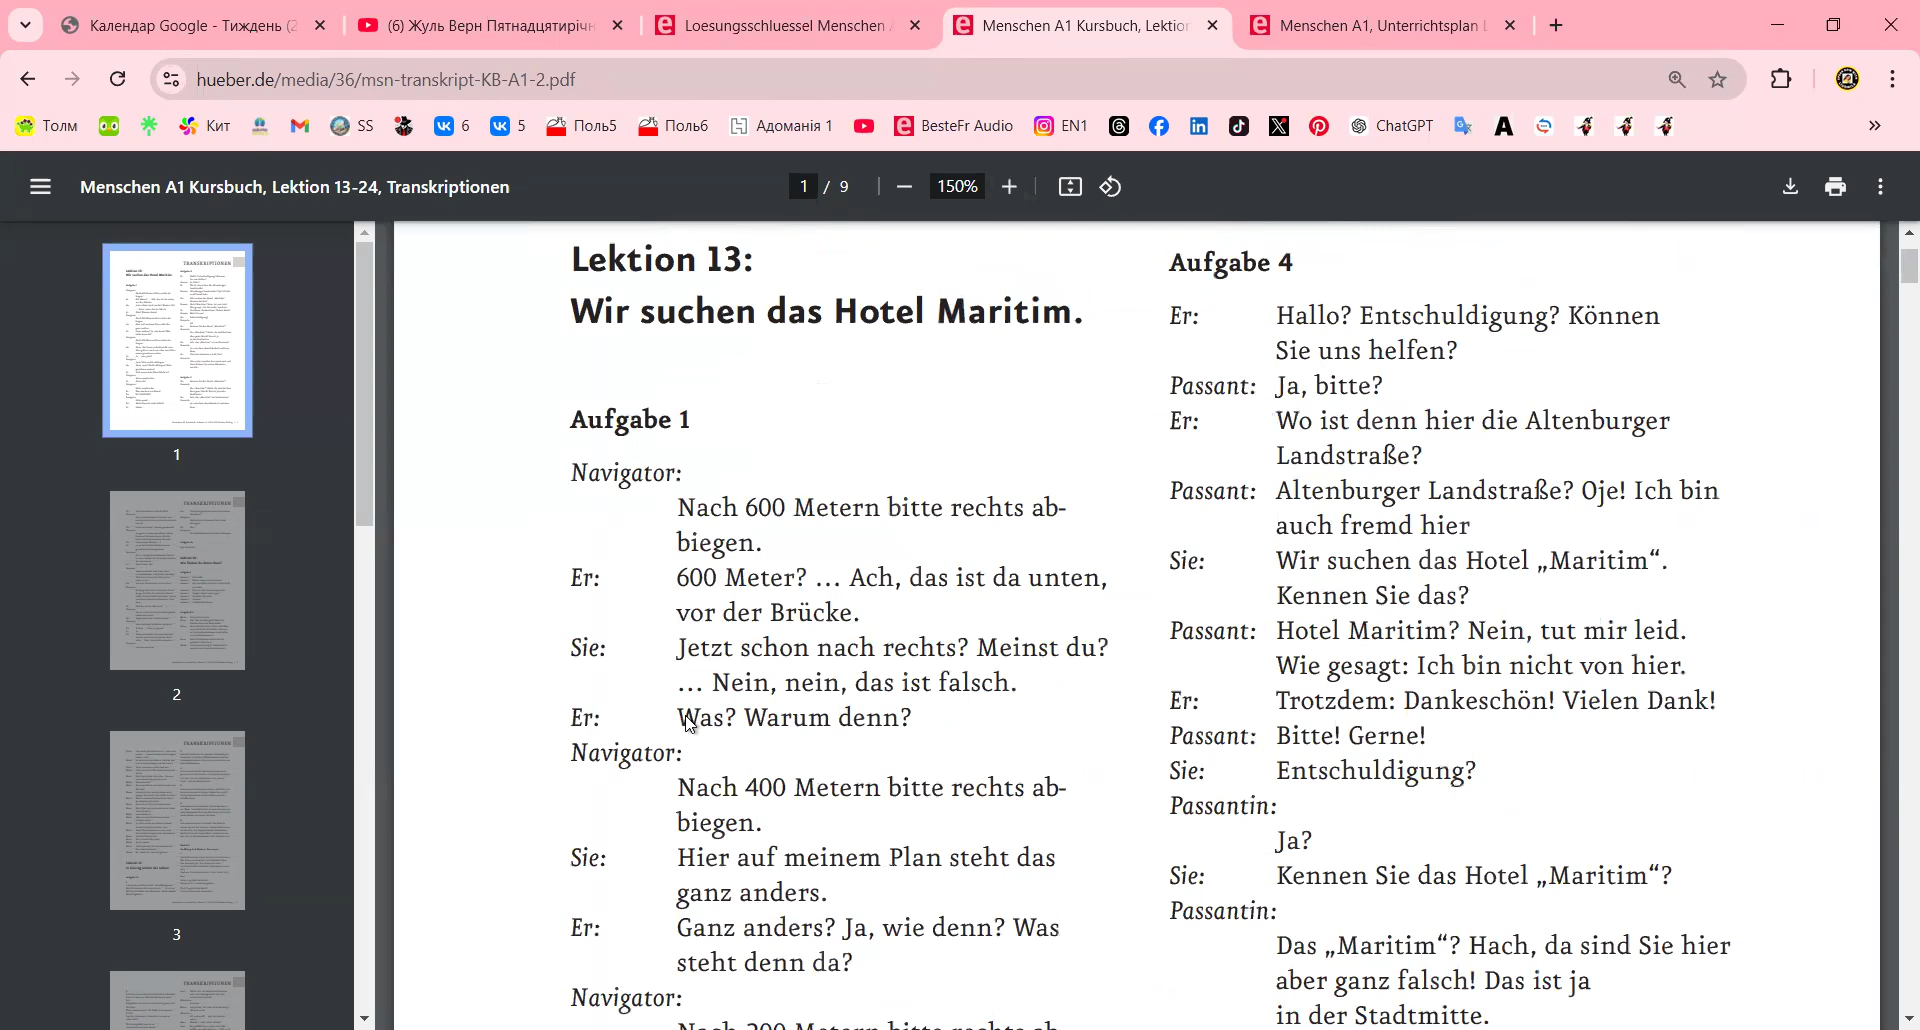 Календар Google - Тиждень (2
(6) Жуль Верн Пятнадцятирічн
Loesungsschluessel Menschen A
Menschen A1 Kursbuch, Lektion
Menschen A1, Unterrichtsplan L
hueber.de/media/36/msn-transkript-KB-A1-2.pdf
Толм
Кит
SS
6
5
Поль5
Поль6
Адоманія 1
BesteFr Audio
EN1
ChatGPT
Menschen A1 Kursbuch, Lektion 13-24, Transkriptionen
1 / 9
150%
1
2
3
Lektion 13:
Wir suchen das Hotel Maritim.
Aufgabe 1
Navigator:
Nach 600 Metern bitte rechts ab-
biegen.
Er: 600 Meter? … Ach, das ist da unten,
vor der Brücke.
Sie: Jetzt schon nach rechts? Meinst du?
… Nein, nein, das ist falsch.
Er: Was? Warum denn?
Navigator:
Nach 400 Metern bitte rechts ab-
biegen.
Sie: Hier auf meinem Plan steht das
ganz anders.
Er: Ganz anders? Ja, wie denn? Was
steht denn da?
Navigator:
Nach 200 Metern bitte rechts ab-
Aufgabe 4
Er: Hallo? Entschuldigung? Können
Sie uns helfen?
Passant: Ja, bitte?
Er: Wo ist denn hier die Altenburger
Landstraße?
Passant: Altenburger Landstraße? Oje! Ich bin
auch fremd hier
Sie: Wir suchen das Hotel „Maritim“.
Kennen Sie das?
Passant: Hotel Maritim? Nein, tut mir leid.
Wie gesagt: Ich bin nicht von hier.
Er: Trotzdem: Dankeschön! Vielen Dank!
Passant: Bitte! Gerne!
Sie: Entschuldigung?
Passantin:
Ja?
Sie: Kennen Sie das Hotel „Maritim“?
Passantin:
Das „Maritim“? Hach, da sind Sie hier
aber ganz falsch! Das ist ja
in der Stadtmitte.